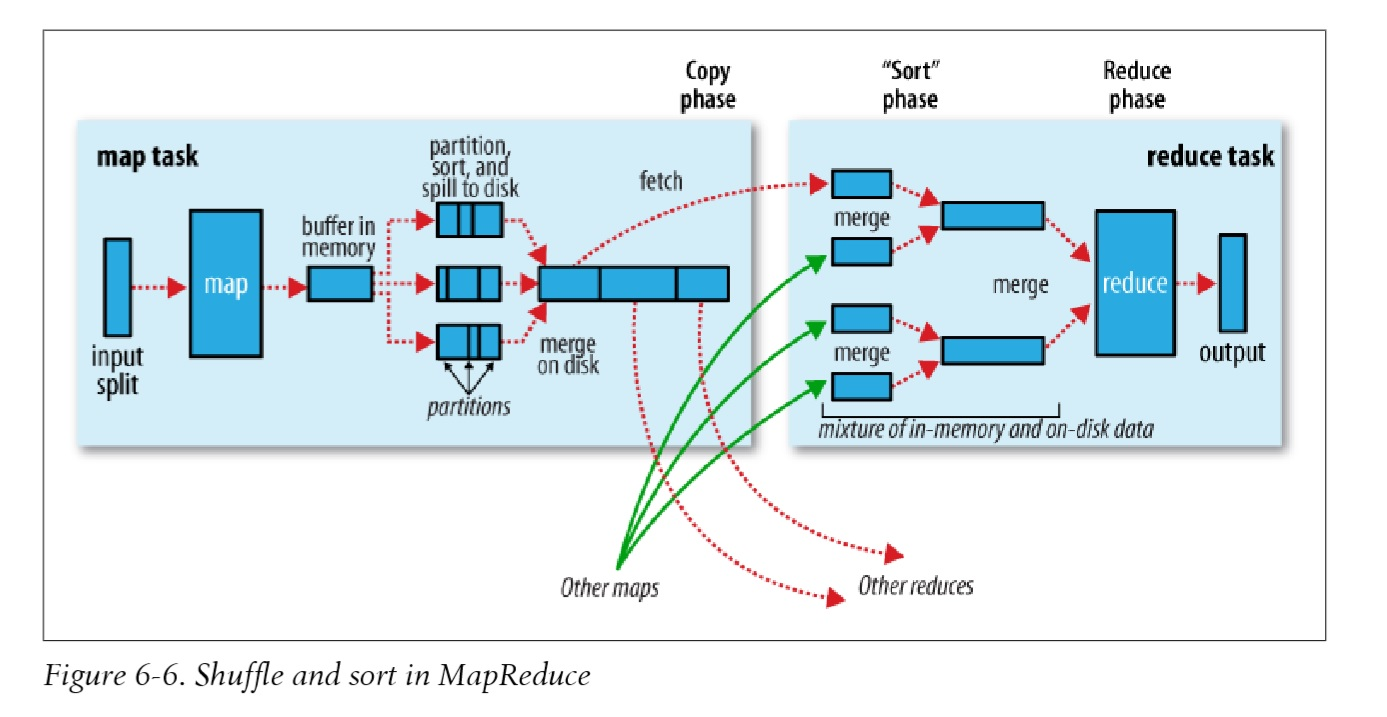 Copy
phase
“Sort”
phase
Reduce
phase
map task
reduce task
partition,
sort, and
spill to disk
fetch
buffer in
memory
merge
map
merge
reduce
input
split
merge
on disk
merge
output
partitions
mixture of in-memory and on-disk data
Other maps
Other reduces
Figure 6-6. Shuffle and sort in MapReduce